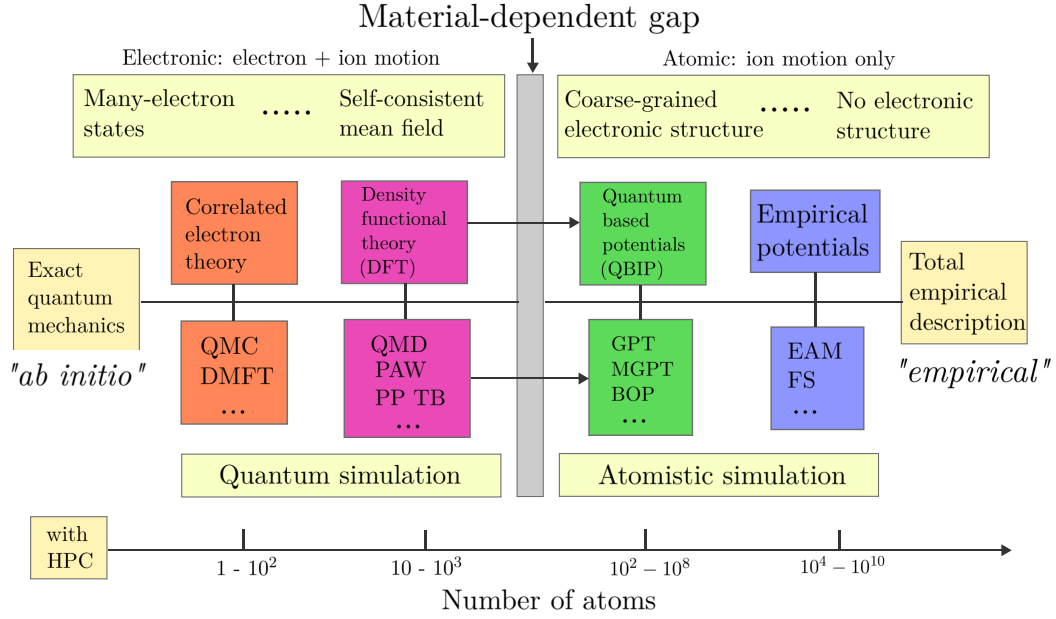 Material-dependent gap
Electronic: electron + ion motion
Atomic: ion motion only
Many-electron
states
.....
Self-consistent
mean field
Coarse-grained
electronic structure
.....
No electronic
structure
Correlated
electron
theory
Density
functional
theory
(DFT)
Quantum
based
potentials
(QBIP)
Empirical
potentials
Exact
quantum
mechanics
"ab initio"
Total
empirical
description
"empirical"
QMC
DMFT
...
QMD
PAW
PP TB
...
GPT
MGPT
BOP
...
EAM
FS
...
Quantum simulation
Atomistic simulation
with
HPC
1 - 10²
10 - 10³
10² − 10⁸
10⁴ − 10¹⁰
Number of atoms